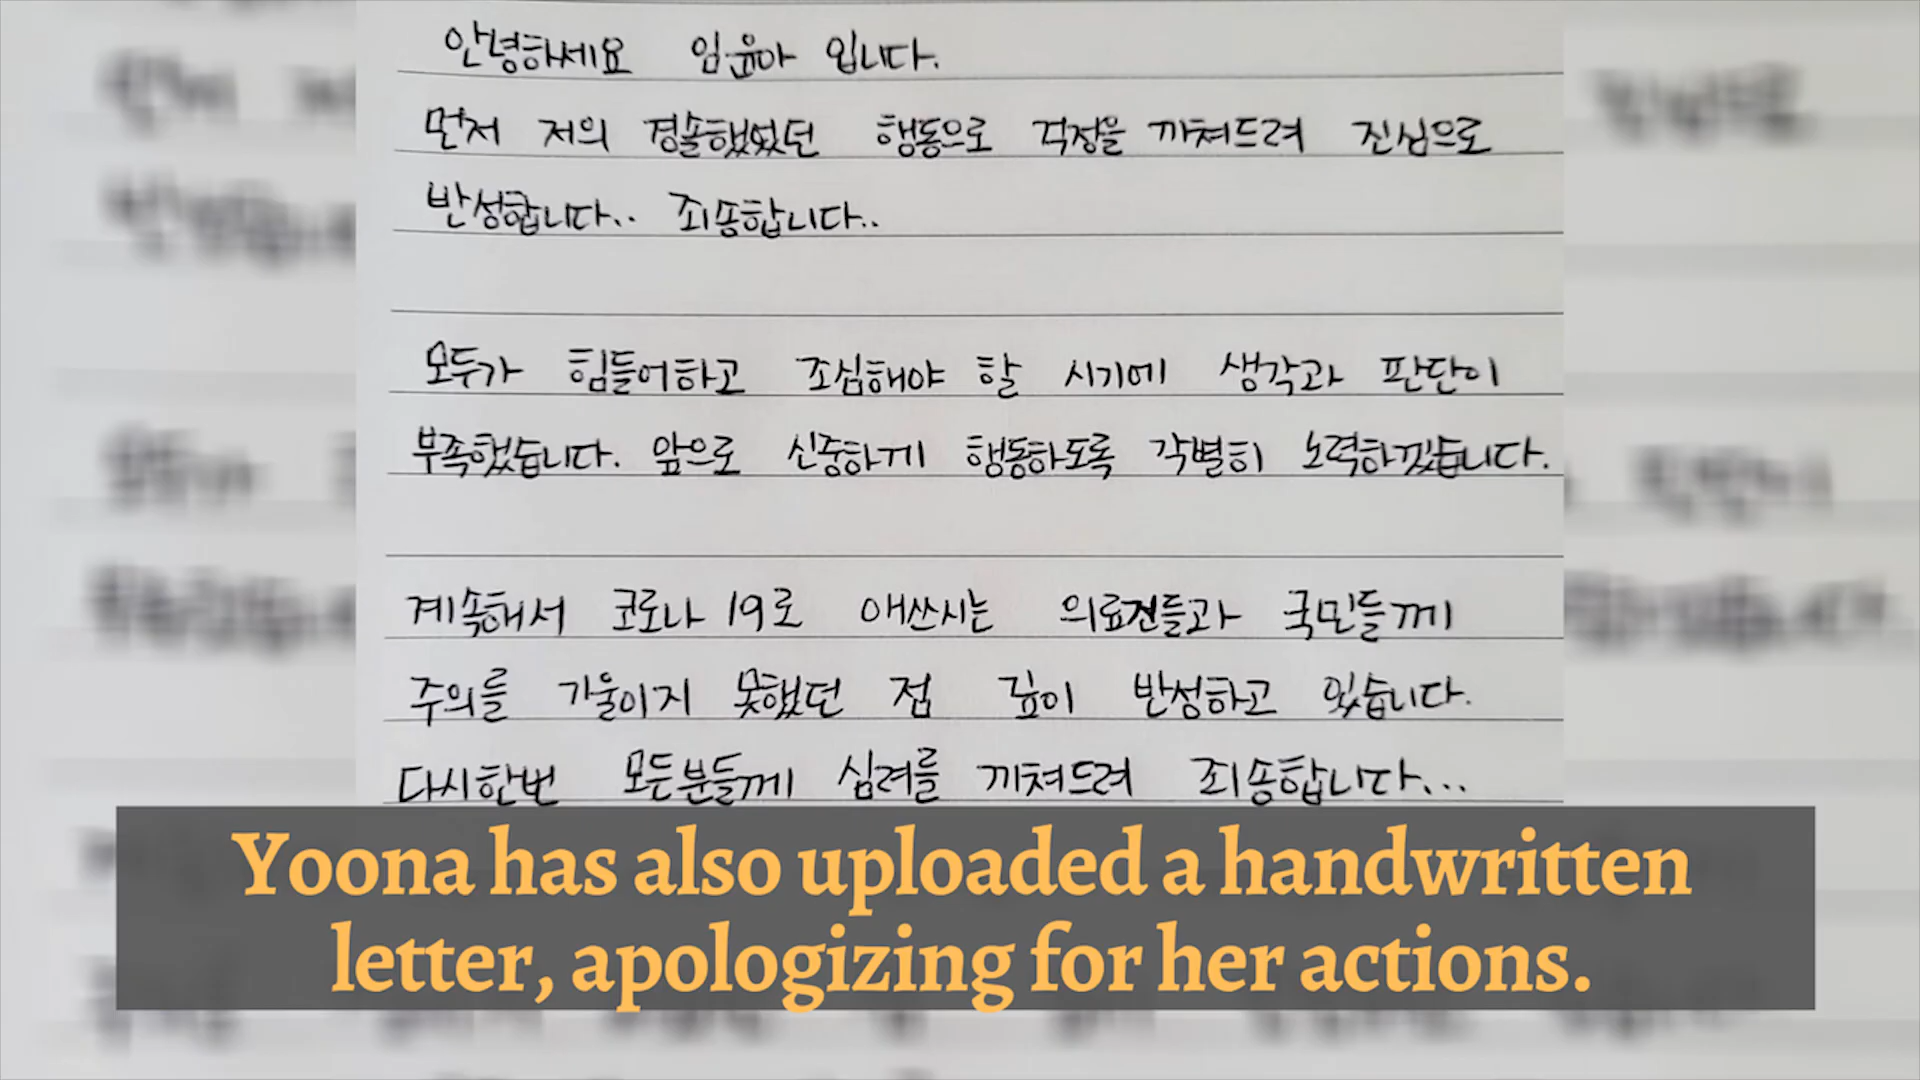 안녕하세요 임윤아 입니다.
먼저 저의 경솔했었던 행동으로 걱정을 끼쳐드려 진심으로
반성합니다.. 죄송합니다..
모두가 힘들어하고 조심해야 할 시기에 생각과 판단이
부족했습니다. 앞으로 신중하게 행동하도록 각별히 노력하겠습니다.
계속해서 코로나19로 애쓰시는 의료진들과 국민들께
주의를 기울이지 못했던 점 깊이 반성하고 있습니다.
다시한번 모든분들께 심려를 끼쳐드려 죄송합니다...
Yoona has also uploaded a handwritten
letter, apologizing for her actions.